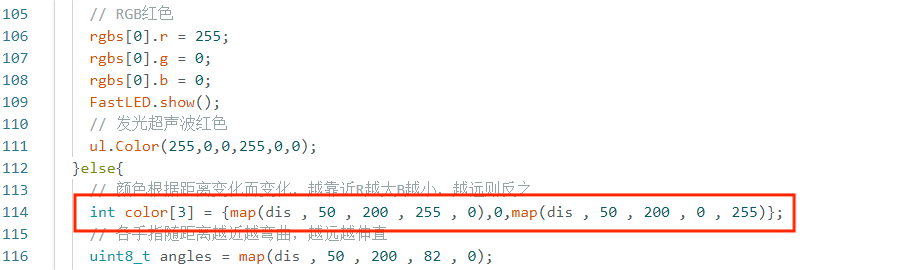 105 // RGB红色
106 rgbs[0].r = 255;
107 rgbs[0].g = 0;
108 rgbs[0].b = 0;
109 FastLED.show();
110 // 发光超声波红色
111 ul.Color(255,0,0,255,0,0);
112 }else{
113 // 颜色根据距离变化而变化，越靠近R越大B越小，越远则反之
114 int color[3] = {map(dis , 50 , 200 , 255 , 0),0,map(dis , 50 , 200 , 0 , 255)};
115 // 各手指随距离越近越弯曲，越远越伸直
116 uint8_t angles = map(dis , 50 , 200 , 82 , 0);